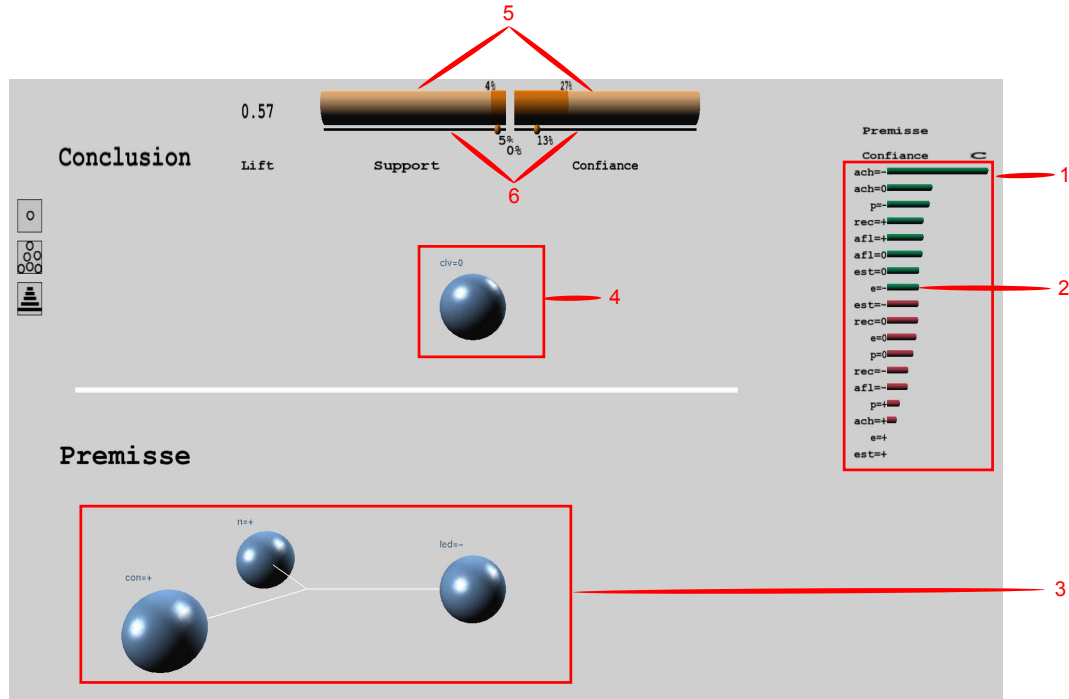 5
4% 27%
0.57
5% 13%
0%
Conclusion
Lift Support Confiance
6
Premisse
Confiance C
ach=-
ach=0
p=-
rec=+
afl=+
afl=0
est=0
e=-
est=-
rec=0
e=0
p=0
rec=-
afl=-
p=+
ach=+
e=+
est=+
1
2
clv=0
4
Premisse
n=+
led=-
con=+
3